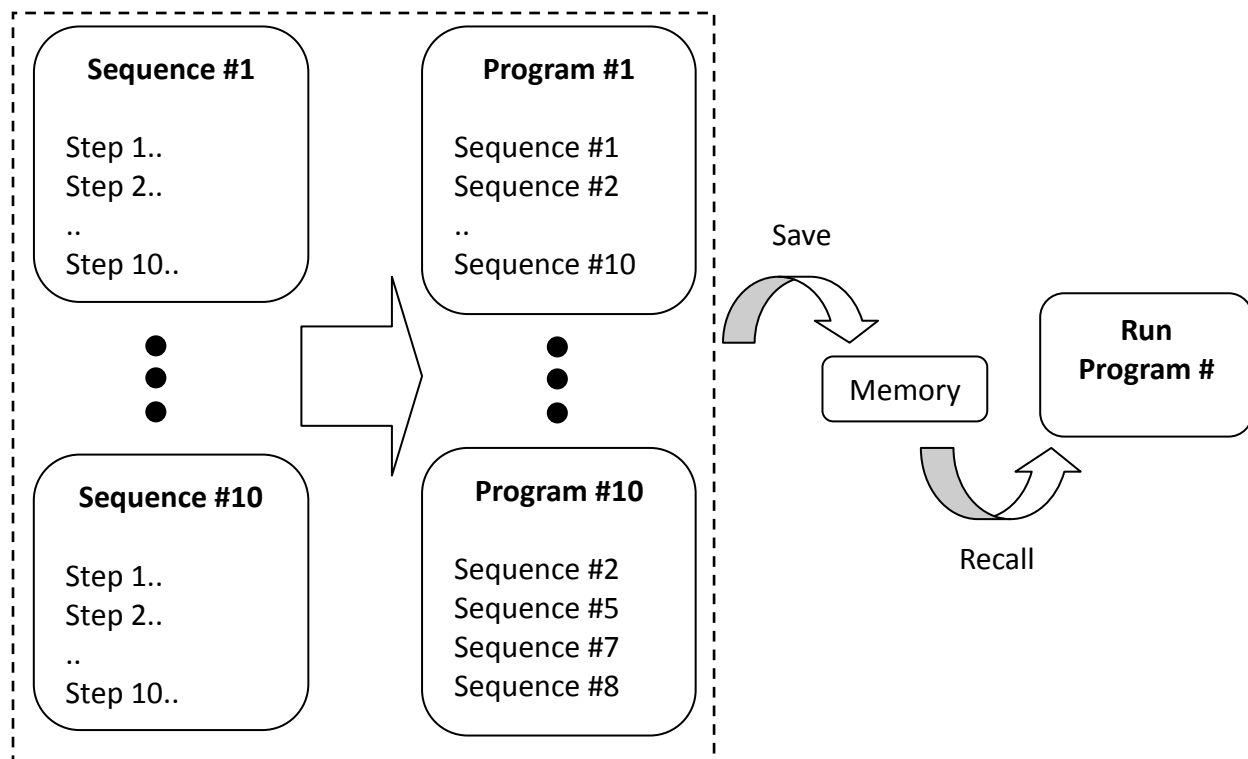 Sequence #1
Step 1..
Step 2..
..
Step 10..
Program #1
Sequence #1
Sequence #2
..
Sequence #10
Sequence #10
Step 1..
Step 2..
..
Step 10..
Program #10
Sequence #2
Sequence #5
Sequence #7
Sequence #8
Save
Memory
Recall
Run
Program #